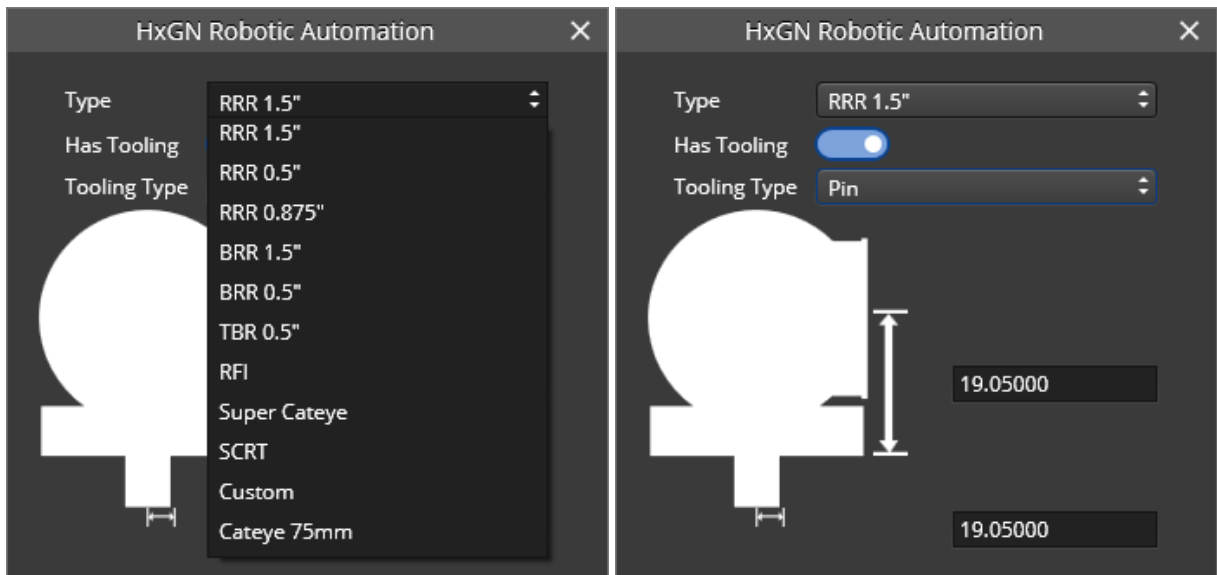 HxGN Robotic Automation ×
Type RRR 1.5"
RRR 1.5"
Has Tooling
RRR 0.5"
Tooling Type
RRR 0.875"
BRR 1.5"
BRR 0.5"
TBR 0.5"
RFI
Super Cateye
SCRT
Custom
Cateye 75mm
HxGN Robotic Automation ×
Type RRR 1.5"
Has Tooling
Tooling Type Pin
19.05000
19.05000